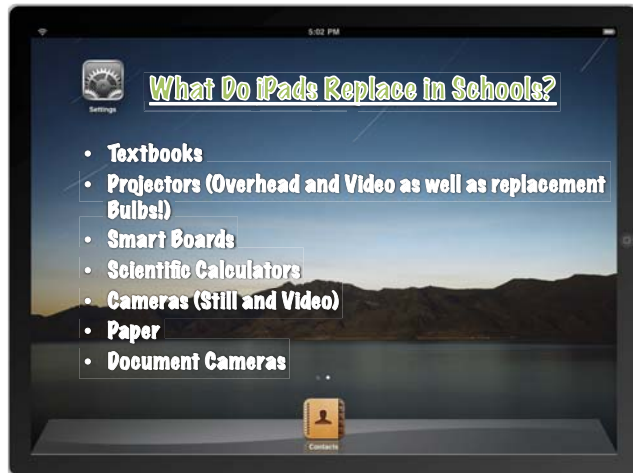 5:02 PM
Settings
What Do iPads Replace in Schools?
• Textbooks
• Projectors (Overhead and Video as well as replacement
Bulbs!)
• Smart Boards
• Scientific Calculators
• Cameras (Still and Video)
• Paper
• Document Cameras
Contacts